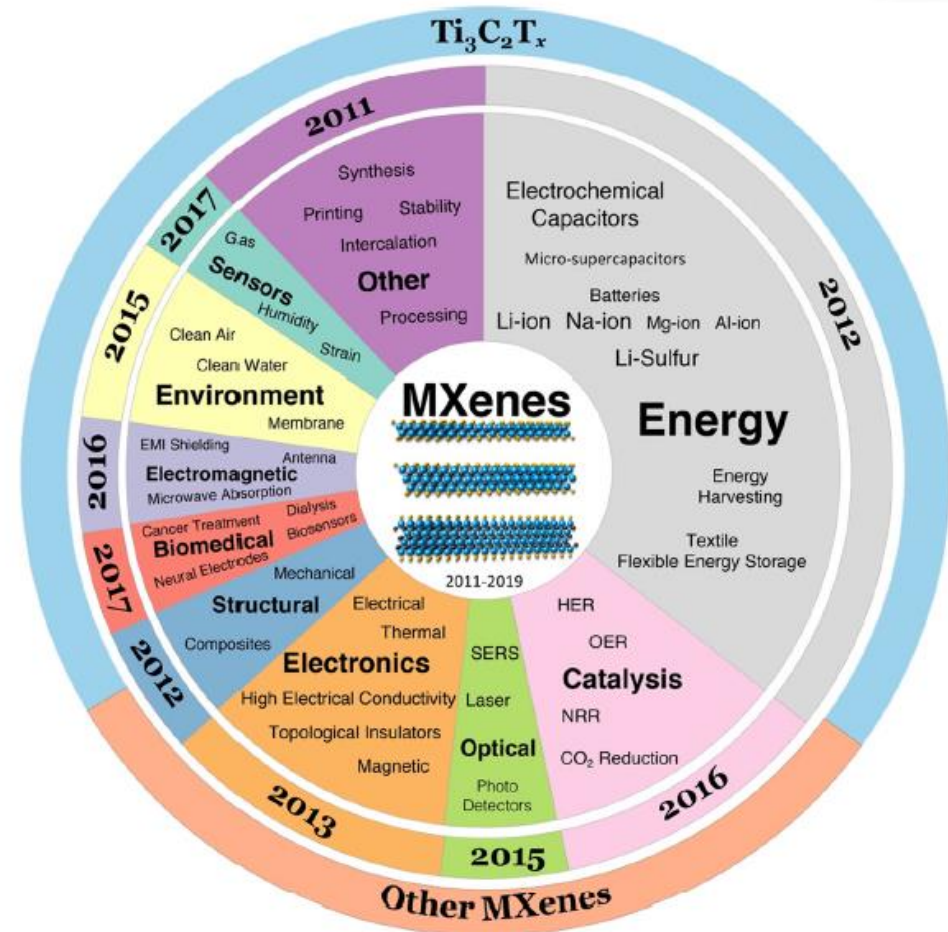 Ti₃C₂Tₓ
2011
Synthesis
Printing Stability
Intercalation
Other
Processing
2012
Electrochemical
Capacitors
Micro-supercapacitors
Batteries
Li-ion Na-ion Mg-ion Al-ion
Li-Sulfur
Energy
Energy
Harvesting
Textile
Flexible Energy Storage
2016
HER
OER
Catalysis
NRR
CO₂ Reduction
2015
SERS
Laser
Optical
Photo
Detectors
2013
Electrical
Thermal
Electronics
High Electrical Conductivity
Topological Insulators
Magnetic
2012
Mechanical
Structural
Composites
2017
Cancer Treatment Dialysis
Biomedical Biosensors
Neural Electrodes
2016
EMI Shielding
Antenna
Electromagnetic
Microwave Absorption
2015
Clean Air
Clean Water
Environment
Membrane
2017
Gas
Sensors
Humidity
Strain
MXenes
2011-2019
Other MXenes